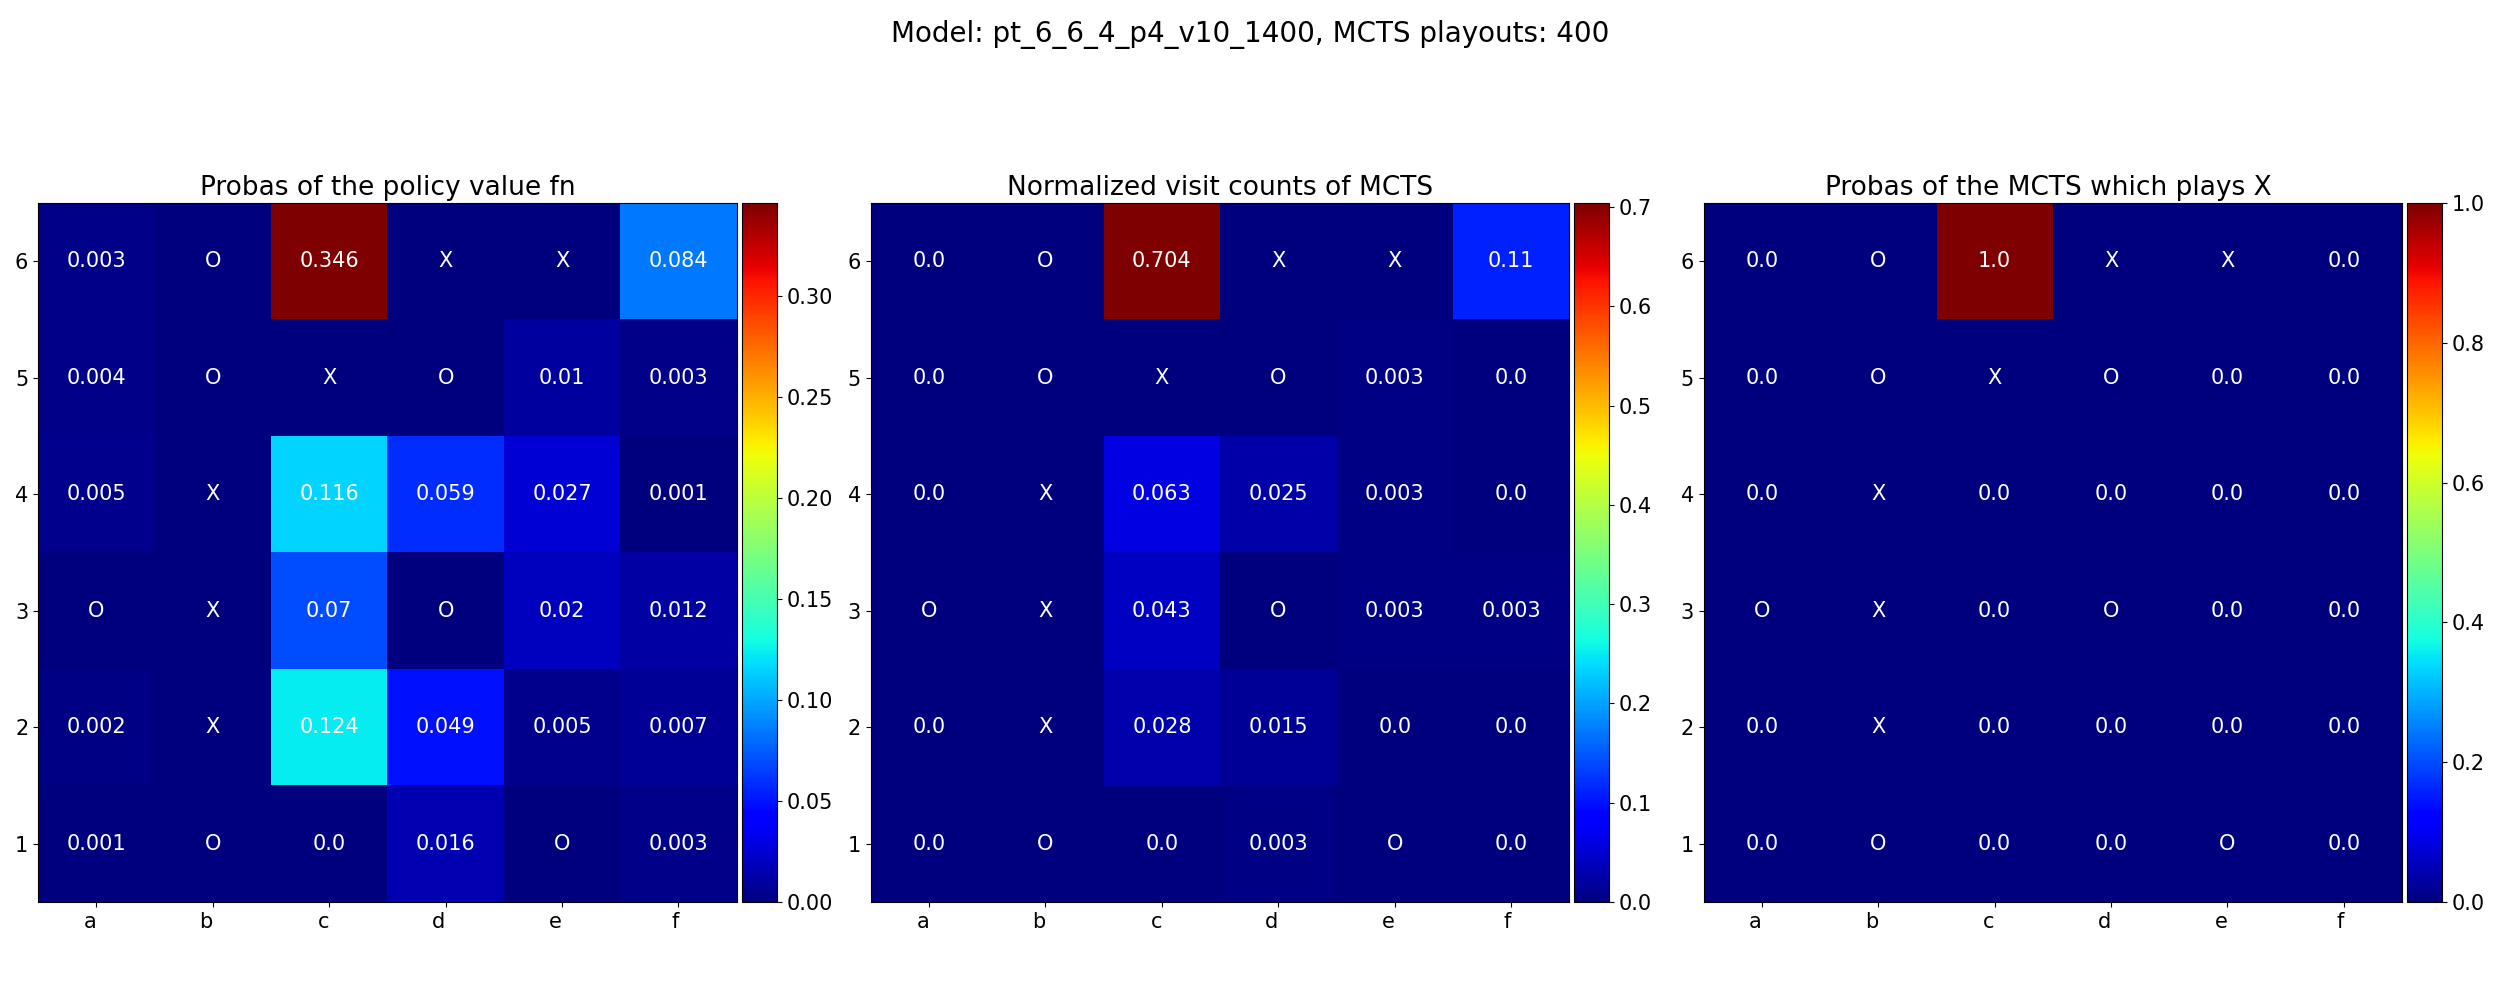 Model: pt_6_6_4_p4_v10_1400, MCTS playouts: 400
Probas of the policy value fn
6 0.003 O 0.346 X X 0.084
5 0.004 O X O 0.01 0.003
4 0.005 X 0.116 0.059 0.027 0.001
3 O X 0.07 O 0.02 0.012
2 0.002 X 0.124 0.049 0.005 0.007
1 0.001 O 0.0 0.016 O 0.003
a b c d e f
0.30
0.25
0.20
0.15
0.10
0.05
0.00
Normalized visit counts of MCTS
6 0.0 O 0.704 X X 0.11
5 0.0 O X O 0.003 0.0
4 0.0 X 0.063 0.025 0.003 0.0
3 O X 0.043 O 0.003 0.003
2 0.0 X 0.028 0.015 0.0 0.0
1 0.0 O 0.0 0.003 O 0.0
a b c d e f
0.7
0.6
0.5
0.4
0.3
0.2
0.1
0.0
Probas of the MCTS which plays X
6 0.0 O 1.0 X X 0.0
5 0.0 O X O 0.0 0.0
4 0.0 X 0.0 0.0 0.0 0.0
3 O X 0.0 O 0.0 0.0
2 0.0 X 0.0 0.0 0.0 0.0
1 0.0 O 0.0 0.0 O 0.0
a b c d e f
1.0
0.8
0.6
0.4
0.2
0.0